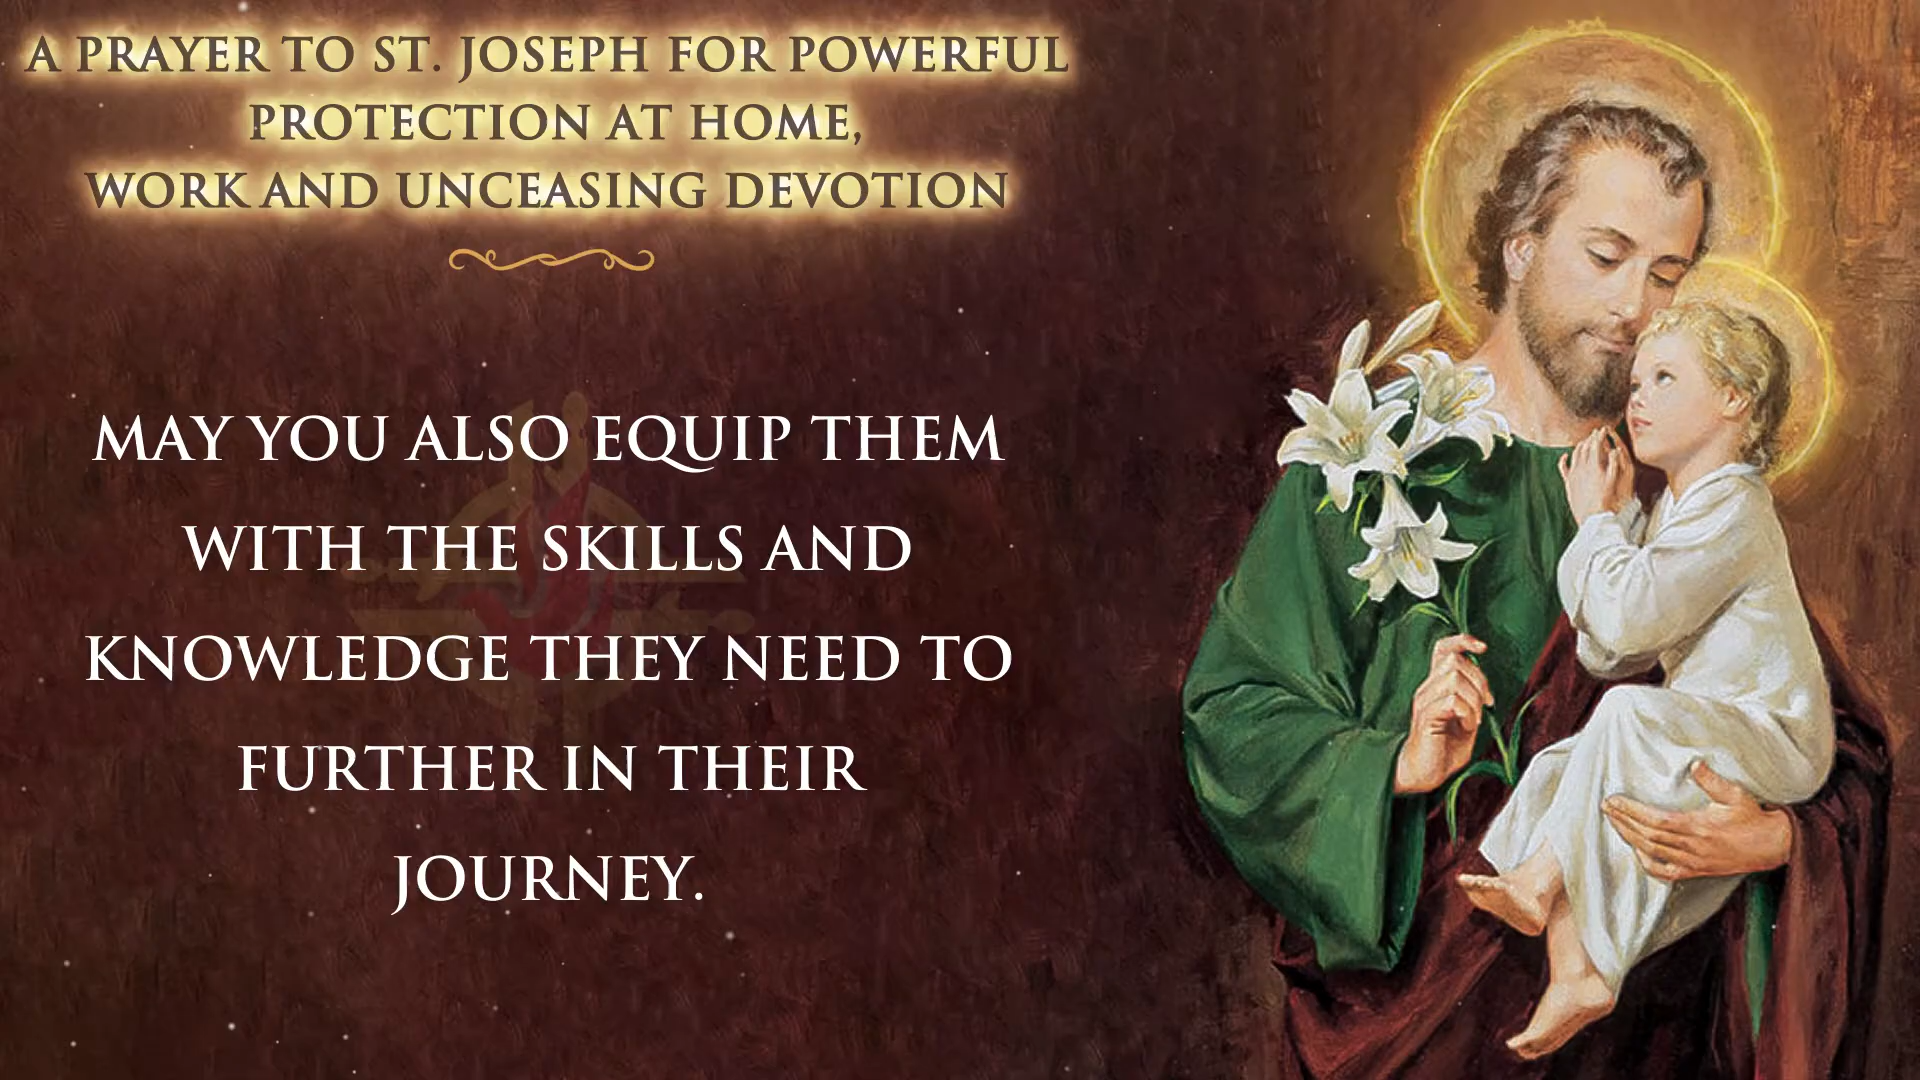 A PRAYER TO ST. JOSEPH FOR POWERFUL
PROTECTION AT HOME,
WORK AND UNCEASING DEVOTION
MAY YOU ALSO EQUIP THEM
WITH THE SKILLS AND
KNOWLEDGE THEY NEED TO
FURTHER IN THEIR
JOURNEY.